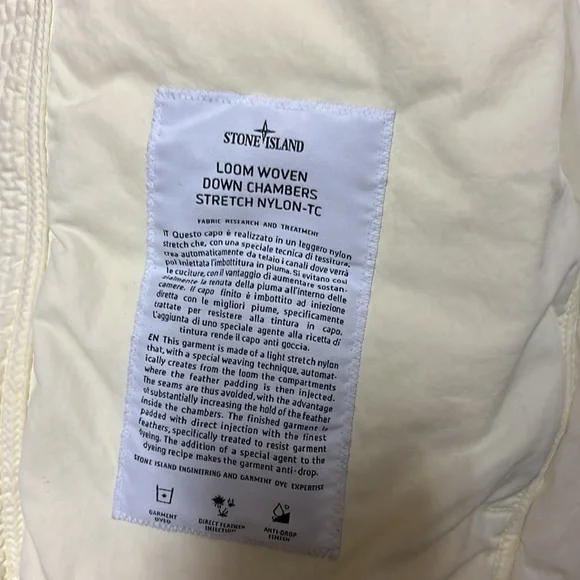 STONE ISLAND
LOOM WOVEN
DOWN CHAMBERS
STRETCH NYLON-TC
FABRIC RESEARCH AND TREATMENT
IT Questo capo è realizzato in un leggero nylon
stretch che, con una speciale tecnica di tessitura,
crea automaticamente da telaio i canali dove verrà
poi iniettata l'imbottitura in piuma. Si evitano così
le cuciture, con il vantaggio di aumentare sostan-
zialmente la tenuta della piuma all'interno delle
camere. Il capo finito è imbottito ad iniezione
diretta con le migliori piume, specificamente
trattate per resistere alla tintura in capo.
L'aggiunta di uno speciale agente alla ricetta di
tintura rende il capo anti goccia.
EN This garment is made of a light stretch nylon
that, with a special weaving technique, automat-
ically creates from the loom the compartments
where the feather padding is then injected.
The seams are thus avoided, with the advantage
of substantially increasing the hold of the feather
inside the chambers. The finished garment is
padded with direct injection with the finest
feathers, specifically treated to resist garment
dyeing. The addition of a special agent to the
dyeing recipe makes the garment anti-drop.
STONE ISLAND ENGINEERING AND GARMENT DYE EXPERTISE
GARMENT
DYED
DIRECT FEATHER
INJECTION
ANTI-DROP
FINISH